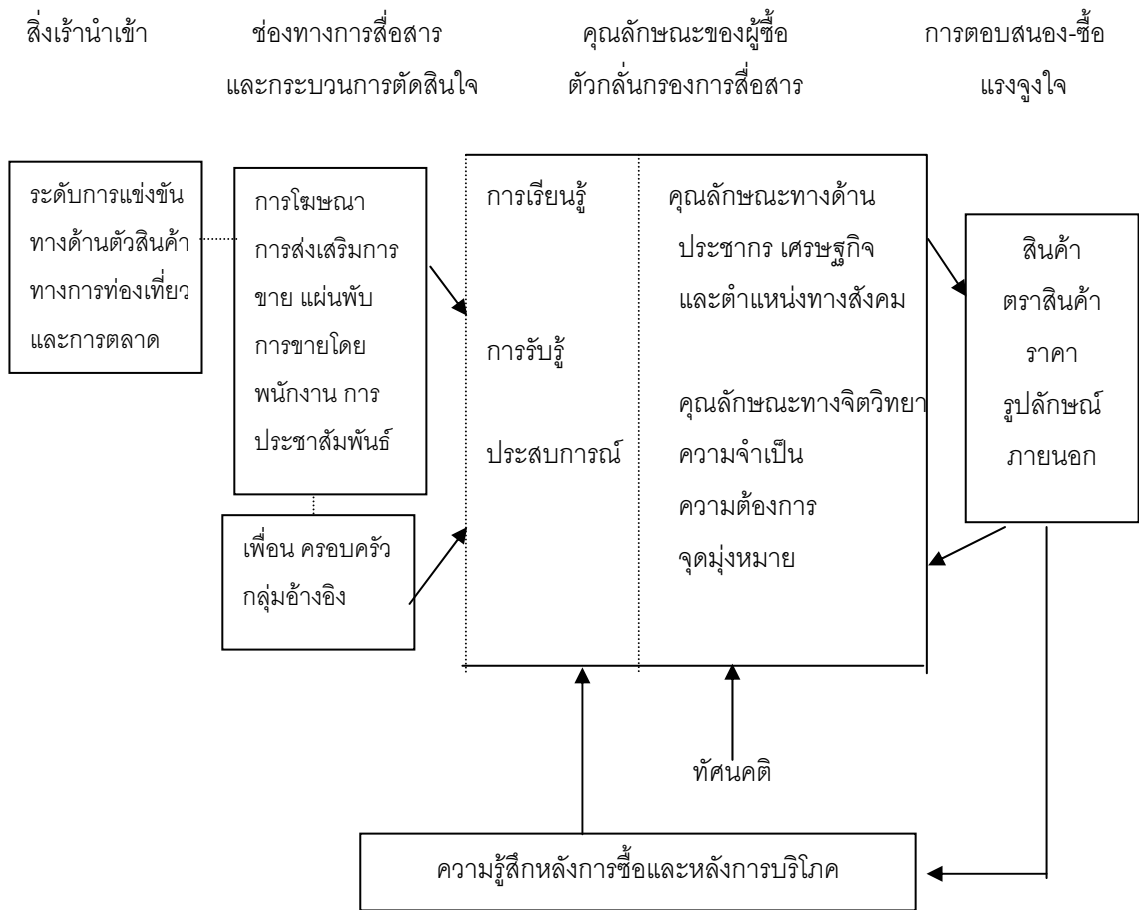 สิ่งเร้านำเข้า
ช่องทางการสื่อสาร
และกระบวนการตัดสินใจ
คุณลักษณะของผู้ซื้อ
ตัวกลั่นกรองการสื่อสาร
การตอบสนอง-ซื้อ
แรงจูงใจ
ระดับการแข่งขัน
ทางด้านตัวสินค้า
ทางการท่องเที่ยว
และการตลาด
การโฆษณา
การส่งเสริมการ
ขาย แผ่นพับ
การขายโดย
พนักงาน การ
ประชาสัมพันธ์
เพื่อน ครอบครัว
กลุ่มอ้างอิง
การเรียนรู้
การรับรู้
ประสบการณ์
คุณลักษณะทางด้าน
ประชากร เศรษฐกิจ
และตำแหน่งทางสังคม
คุณลักษณะทางจิตวิทยา
ความจำเป็น
ความต้องการ
จุดมุ่งหมาย
สินค้า
ตราสินค้า
ราคา
รูปลักษณ์
ภายนอก
ทัศนคติ
ความรู้สึกหลังการซื้อและหลังการบริโภค